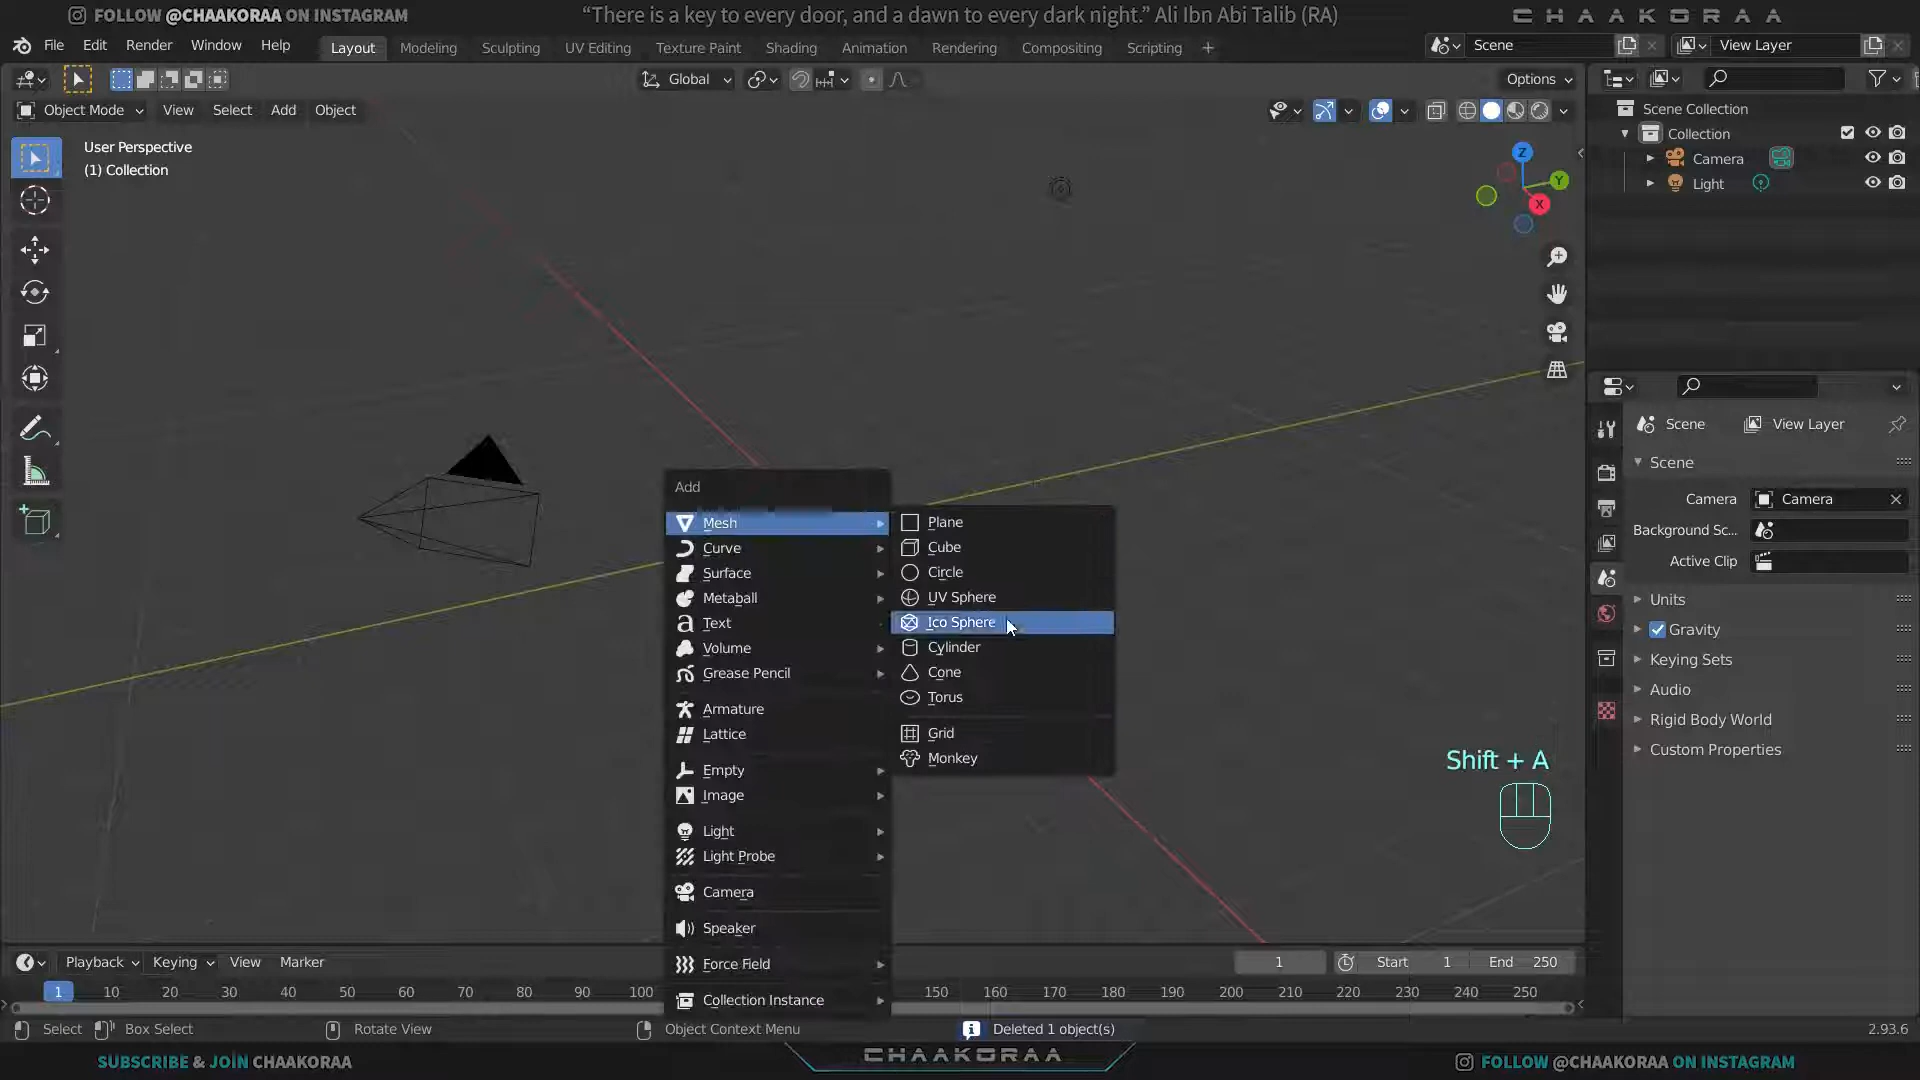 FOLLOW @CHAAKORAA ON INSTAGRAM
“There is a key to every door, and a dawn to every dark night.” Ali Ibn Abi Talib (RA)
CHAAKORAA
File Edit Render Window Help
Layout Modeling Sculpting UV Editing Texture Paint Shading Animation Rendering Compositing Scripting +
Scene
View Layer
Global
Options
Object Mode View Select Add Object
User Perspective
(1) Collection
Z
Y
X
Scene Collection
Collection
Camera
Light
Scene
View Layer
Scene
Camera
Camera
Background Sc...
Active Clip
Units
Gravity
Keying Sets
Audio
Rigid Body World
Custom Properties
Add
Mesh
Curve
Surface
Metaball
Text
Volume
Grease Pencil
Armature
Lattice
Empty
Image
Light
Light Probe
Camera
Speaker
Force Field
Collection Instance
Plane
Cube
Circle
UV Sphere
Ico Sphere
Cylinder
Cone
Torus
Grid
Monkey
Shift + A
Playback Keying View Marker
1
Start 1
End 250
1 10 20 30 40 50 60 70 80 90 100 150 160 170 180 190 200 210 220 230 240 250
Select
Box Select
Rotate View
Object Context Menu
Deleted 1 object(s)
2.93.6
SUBSCRIBE & JOIN CHAAKORAA
CHAAKORAA
FOLLOW @CHAAKORAA ON INSTAGRAM